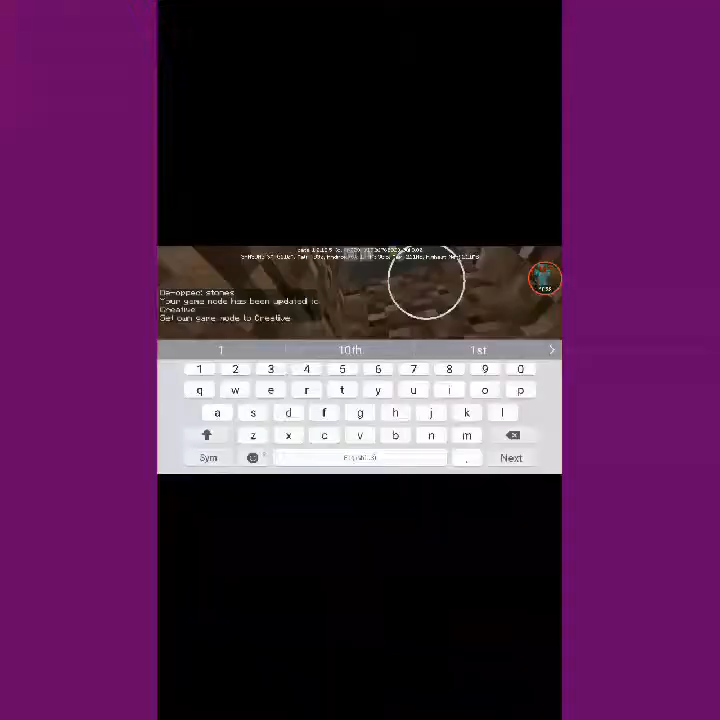 De-opped: stones
Your game mode has been updated to
Creative
Set own game mode to Creative
1 10th 1st
1 2 3 4 5 6 7 8 9 0
q w e r t y u i o p
a s d f g h j k l
z x c v b n m
Sym . Next